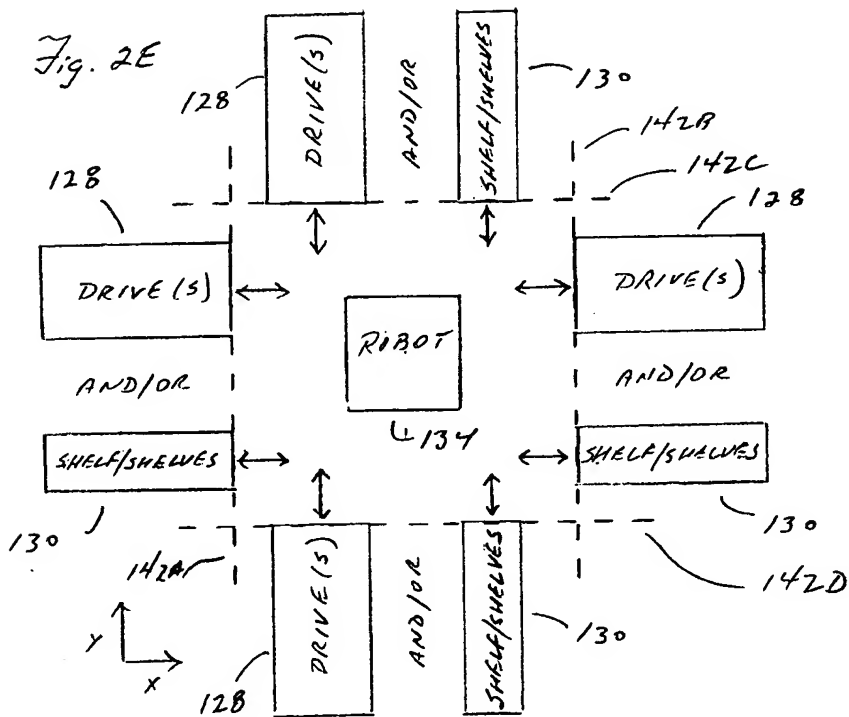 Fig. 2E
128
DRIVE(S)
AND/OR
SHELF/SHELVES
130
142B
142C
128
DRIVE(S)
AND/OR
SHELF/SHELVES
130
128
DRIVE(S)
AND/OR
SHELF/SHELVES
130
ROBOT
134
142A
142D
128
DRIVE(S)
AND/OR
SHELF/SHELVES
130
Y
X